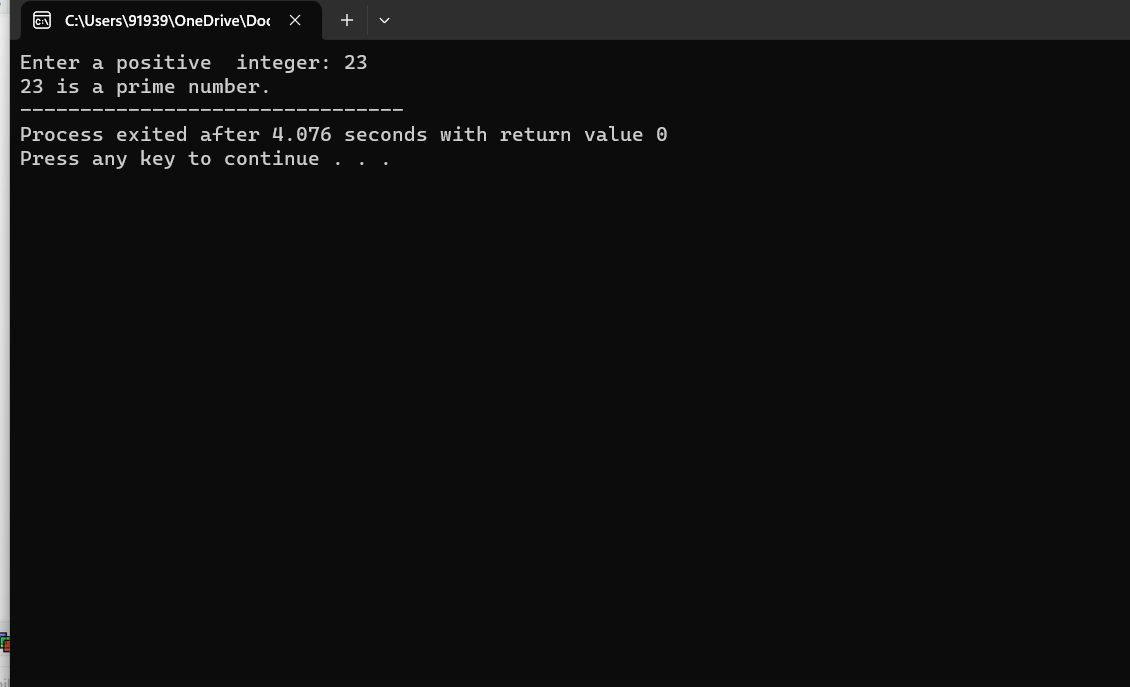 C:\Users\91939\OneDrive\Doc
Enter a positive  integer: 23
23 is a prime number.
--------------------------------
Process exited after 4.076 seconds with return value 0
Press any key to continue . . .